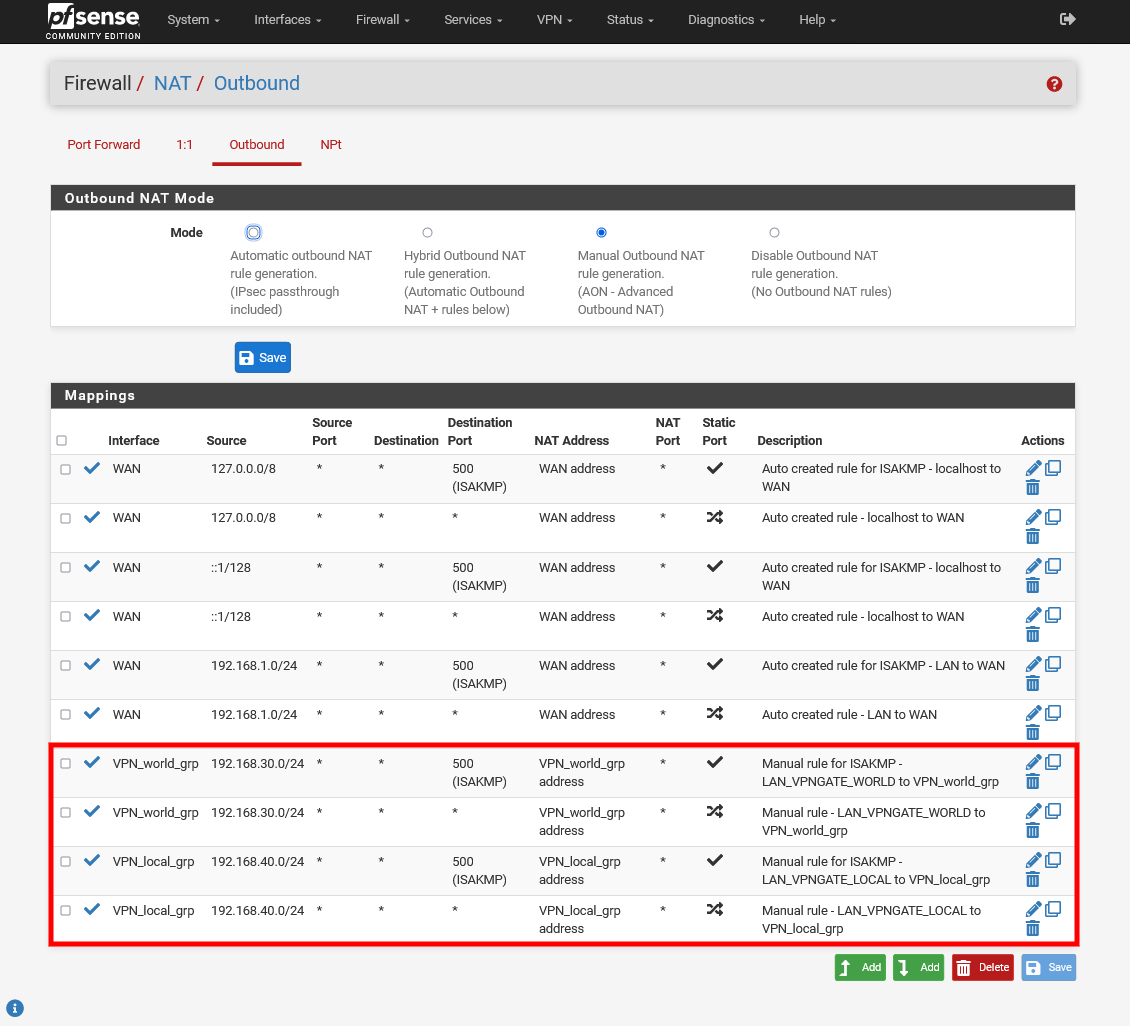 pfsense
COMMUNITY EDITION
System Interfaces Firewall Services VPN Status Diagnostics Help
Firewall / NAT / Outbound
Port Forward 1:1 Outbound NPt
Outbound NAT Mode
Mode
Automatic outbound NAT
rule generation.
(IPsec passthrough
included)
Hybrid Outbound NAT
rule generation.
(Automatic Outbound
NAT + rules below)
Manual Outbound NAT
rule generation.
(AON - Advanced
Outbound NAT)
Disable Outbound NAT
rule generation.
(No Outbound NAT rules)
Save
Mappings
Interface Source Source Port Destination Destination Port NAT Address NAT Port Static Port Description Actions
WAN 127.0.0.0/8 * * 500 (ISAKMP) WAN address * Auto created rule for ISAKMP - localhost to WAN
WAN 127.0.0.0/8 * * * WAN address * Auto created rule - localhost to WAN
WAN ::1/128 * * 500 (ISAKMP) WAN address * Auto created rule for ISAKMP - localhost to WAN
WAN ::1/128 * * * WAN address * Auto created rule - localhost to WAN
WAN 192.168.1.0/24 * * 500 (ISAKMP) WAN address * Auto created rule for ISAKMP - LAN to WAN
WAN 192.168.1.0/24 * * * WAN address * Auto created rule - LAN to WAN
VPN_world_grp 192.168.30.0/24 * * 500 (ISAKMP) VPN_world_grp address * Manual rule for ISAKMP - LAN_VPNGATE_WORLD to VPN_world_grp
VPN_world_grp 192.168.30.0/24 * * * VPN_world_grp address * Manual rule - LAN_VPNGATE_WORLD to VPN_world_grp
VPN_local_grp 192.168.40.0/24 * * 500 (ISAKMP) VPN_local_grp address * Manual rule for ISAKMP - LAN_VPNGATE_LOCAL to VPN_local_grp
VPN_local_grp 192.168.40.0/24 * * * VPN_local_grp address * Manual rule - LAN_VPNGATE_LOCAL to VPN_local_grp
Add Add Delete Save